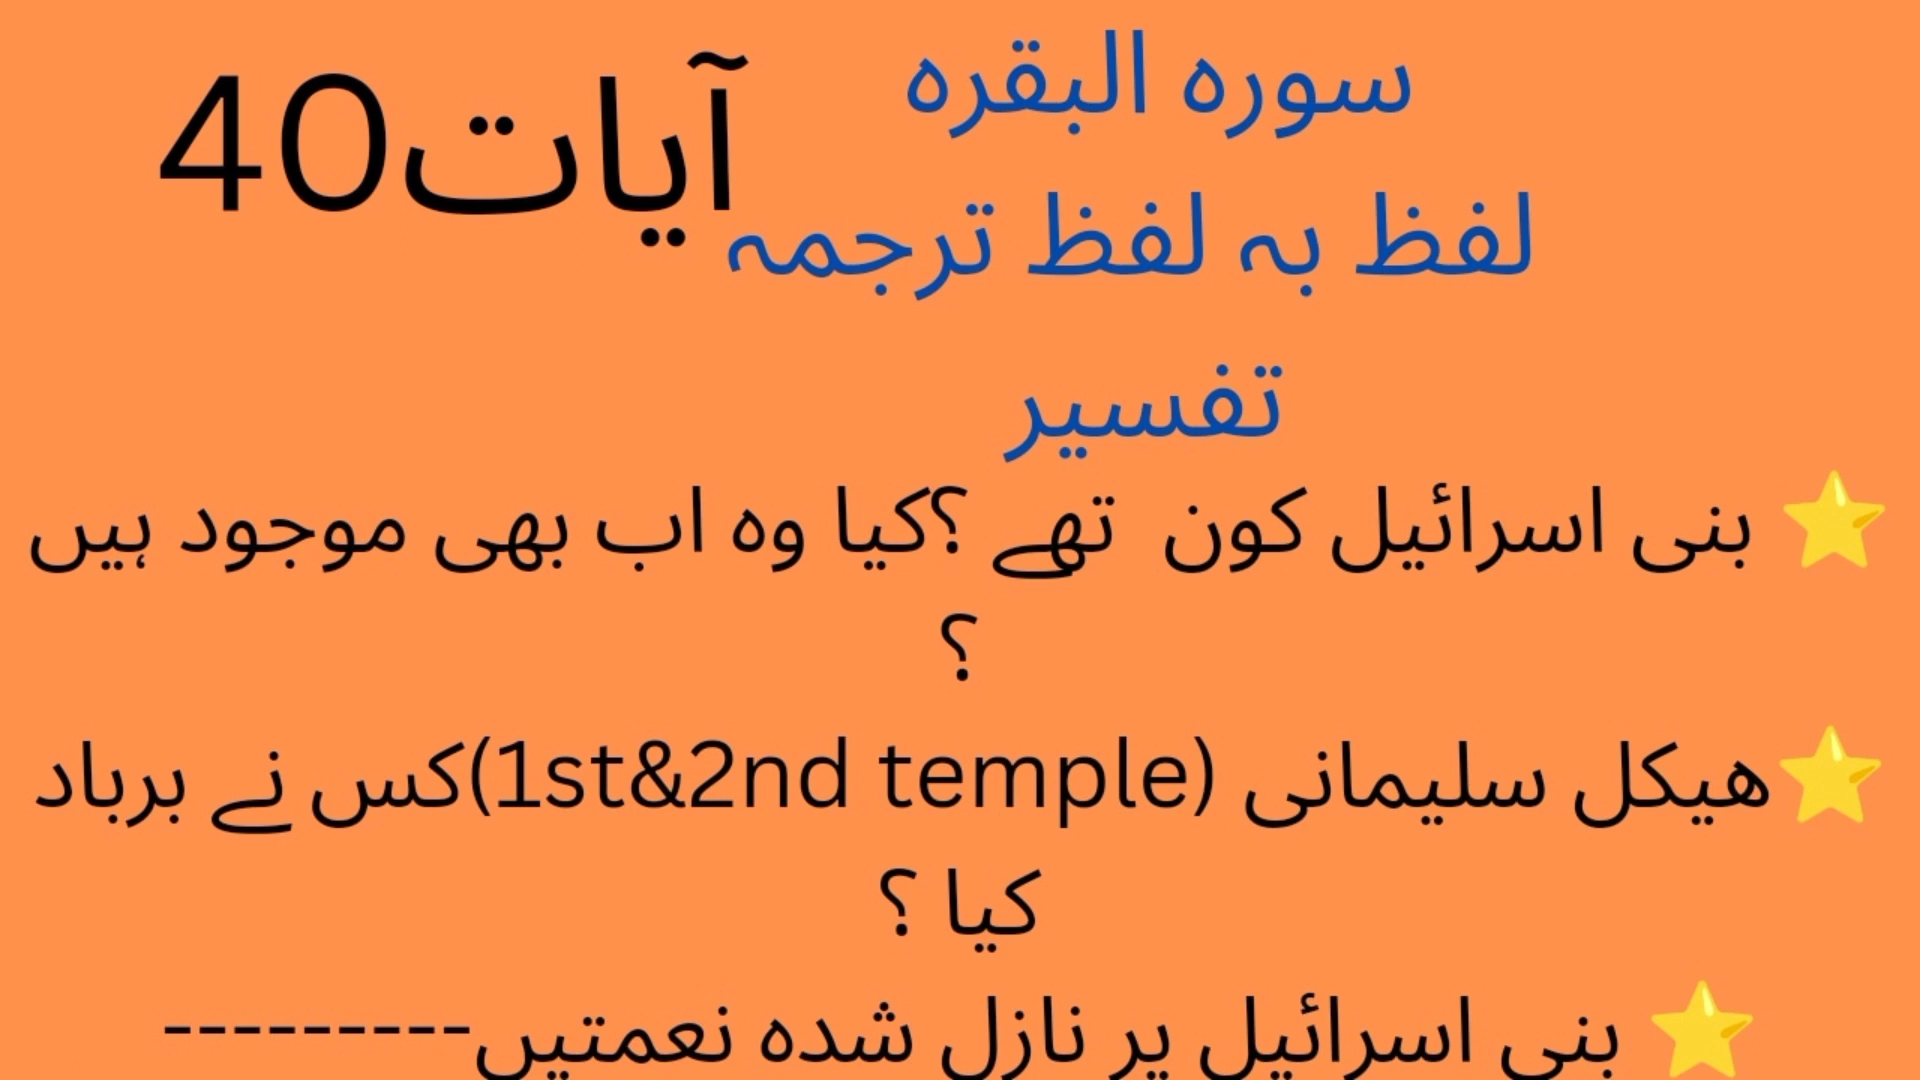 سورہ البقرہ
آیات40
لفظ بہ لفظ ترجمہ
تفسیر
⭐ بنی اسرائیل کون تھے ؟کیا وہ اب بھی موجود ہیں
؟
⭐ھیکل سلیمانی (1st&2nd temple)کس نے برباد
کیا ؟
⭐ بنی اسرائیل پر نازل شدہ نعمتیں---------